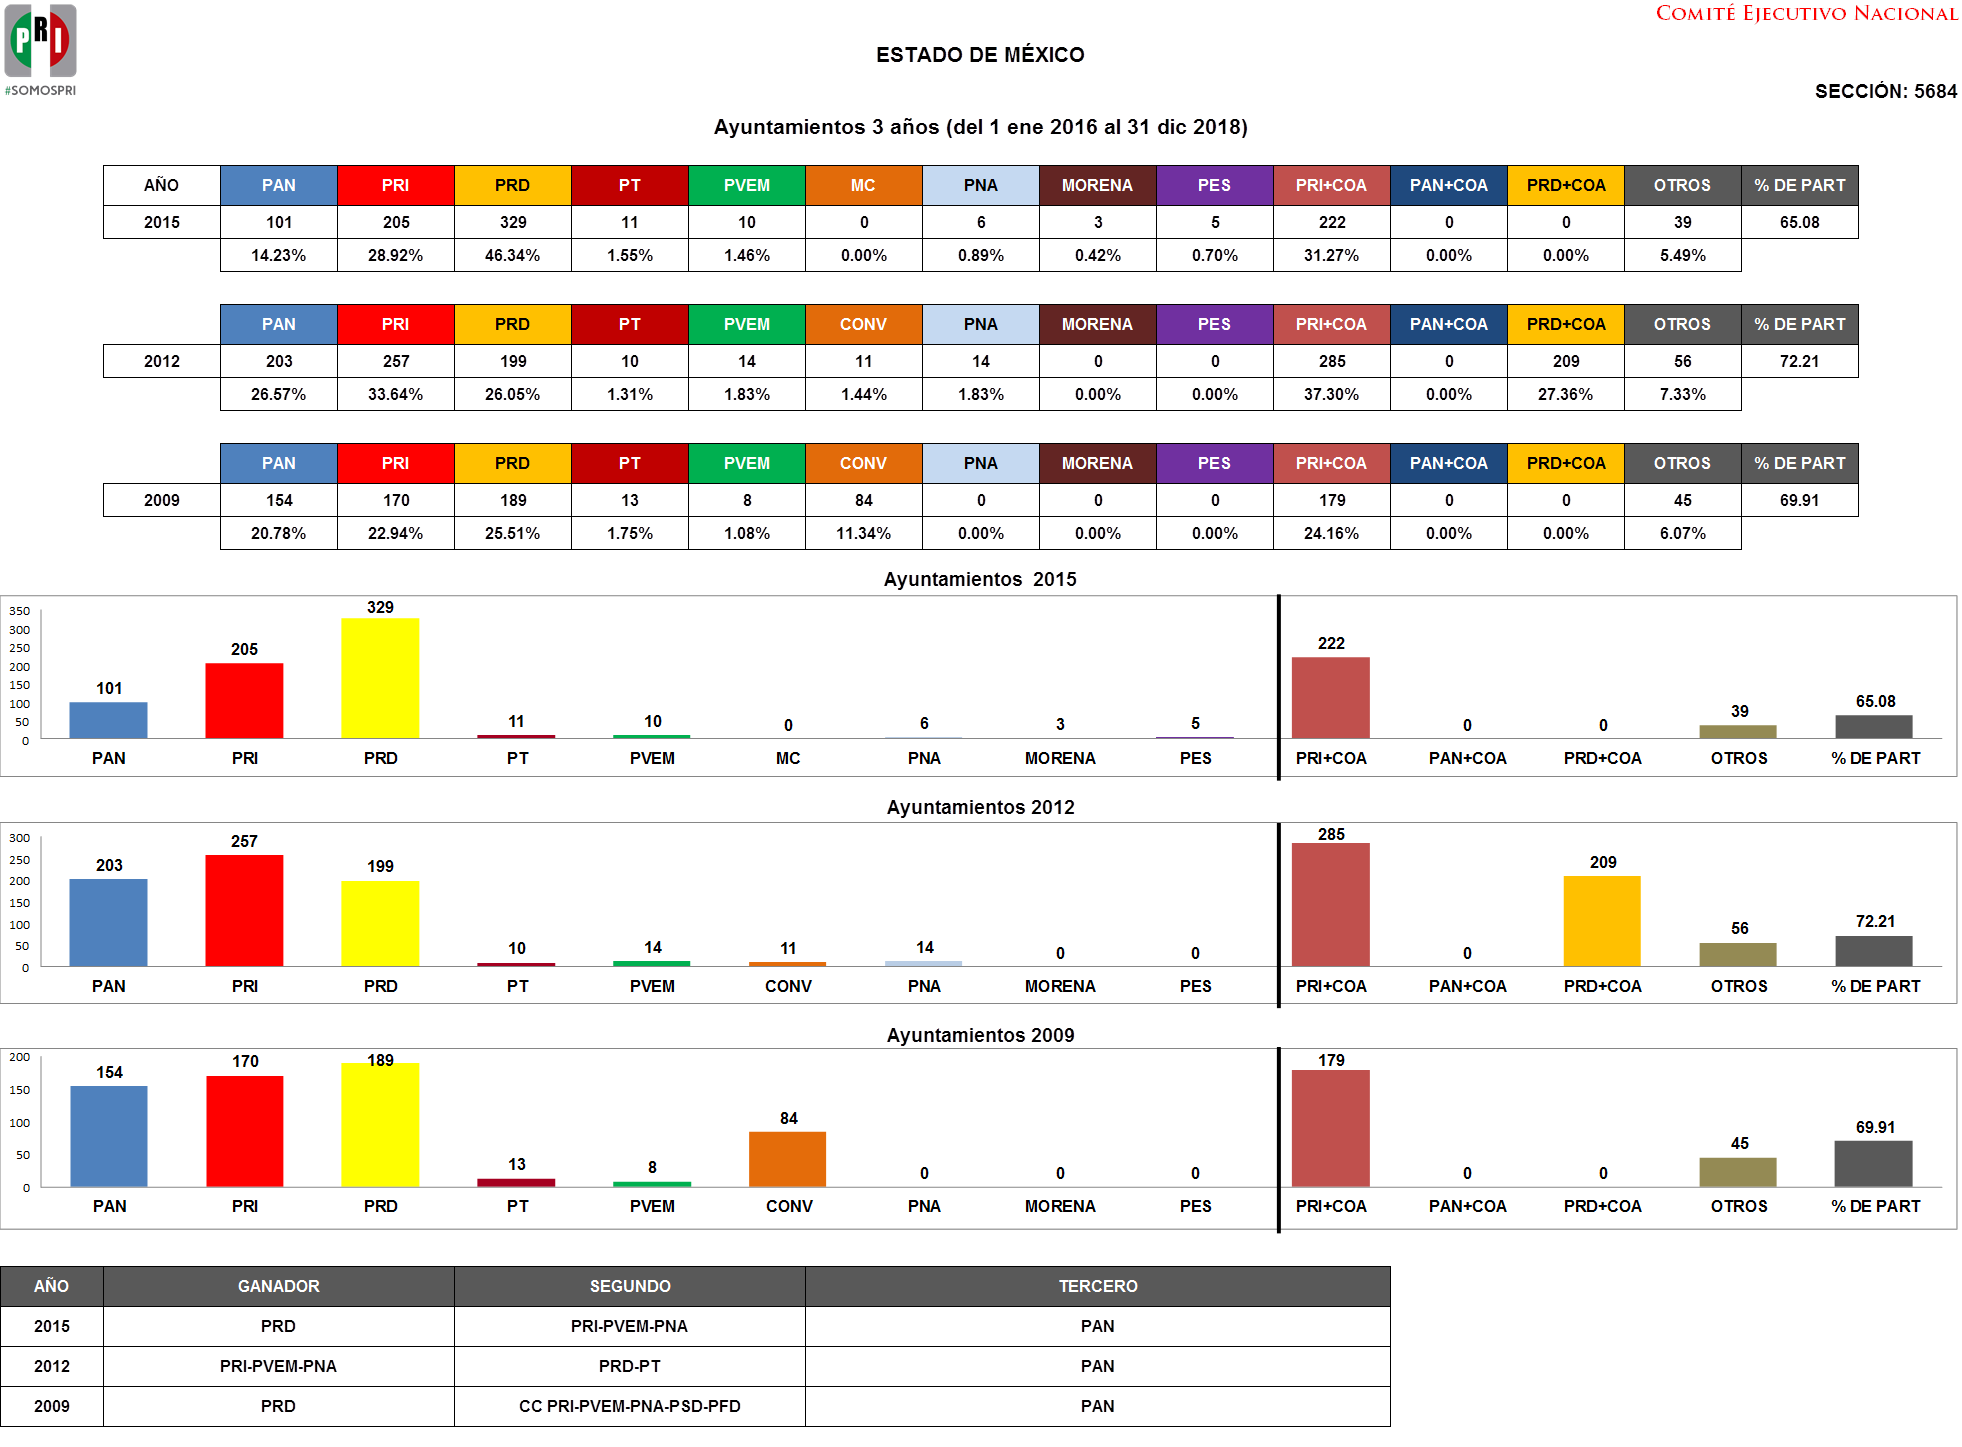 PRI
#SOMOSPRI
COMITÉ EJECUTIVO NACIONAL
ESTADO DE MÉXICO
SECCIÓN: 5684
Ayuntamientos 3 años (del 1 ene 2016 al 31 dic 2018)
AÑO PAN PRI PRD PT PVEM MC PNA MORENA PES PRI+COA PAN+COA PRD+COA OTROS % DE PART
2015 101 205 329 11 10 0 6 3 5 222 0 0 39 65.08
14.23% 28.92% 46.34% 1.55% 1.46% 0.00% 0.89% 0.42% 0.70% 31.27% 0.00% 0.00% 5.49%
PAN PRI PRD PT PVEM CONV PNA MORENA PES PRI+COA PAN+COA PRD+COA OTROS % DE PART
2012 203 257 199 10 14 11 14 0 0 285 0 209 56 72.21
26.57% 33.64% 26.05% 1.31% 1.83% 1.44% 1.83% 0.00% 0.00% 37.30% 0.00% 27.36% 7.33%
PAN PRI PRD PT PVEM CONV PNA MORENA PES PRI+COA PAN+COA PRD+COA OTROS % DE PART
2009 154 170 189 13 8 84 0 0 0 179 0 0 45 69.91
20.78% 22.94% 25.51% 1.75% 1.08% 11.34% 0.00% 0.00% 0.00% 24.16% 0.00% 0.00% 6.07%
Ayuntamientos 2015
350
300
250
200
150
100
50
0
101 205 329 11 10 0 6 3 5 222 0 0 39 65.08
PAN PRI PRD PT PVEM MC PNA MORENA PES PRI+COA PAN+COA PRD+COA OTROS % DE PART
Ayuntamientos 2012
300
250
200
150
100
50
0
203 257 199 10 14 11 14 0 0 285 0 209 56 72.21
PAN PRI PRD PT PVEM CONV PNA MORENA PES PRI+COA PAN+COA PRD+COA OTROS % DE PART
Ayuntamientos 2009
200
150
100
50
0
154 170 189 13 8 84 0 0 0 179 0 0 45 69.91
PAN PRI PRD PT PVEM CONV PNA MORENA PES PRI+COA PAN+COA PRD+COA OTROS % DE PART
AÑO GANADOR SEGUNDO TERCERO
2015 PRD PRI-PVEM-PNA PAN
2012 PRI-PVEM-PNA PRD-PT PAN
2009 PRD CC PRI-PVEM-PNA-PSD-PFD PAN